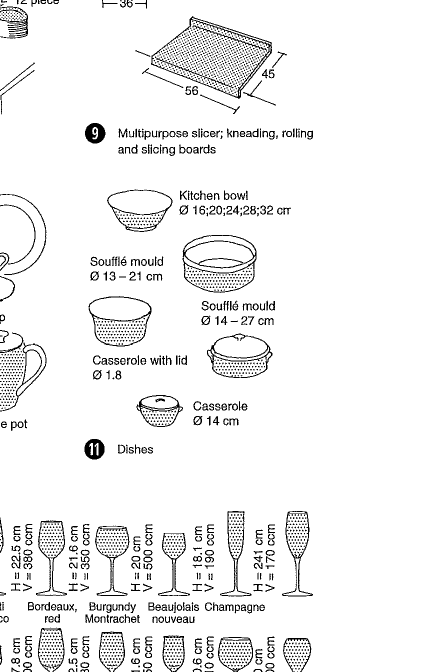 12 piece
36
45
56
9 Multipurpose slicer; kneading, rolling
and slicing boards
Kitchen bowl
Ø 16;20;24;28;32 cm
Soufflé mould
Ø 13 – 21 cm
Soufflé mould
Ø 14 – 27 cm
Casserole with lid
Ø 1.8
Casserole
Ø 14 cm
e pot
11 Dishes
H = 22.5 cm
V = 380 ccm
H = 21.6 cm
V = 350 ccm
H = 20 cm
V = 500 ccm
H = 18.1 cm
V = 190 ccm
H = 241 cm
V = 170 ccm
Bordeaux,
red
Burgundy
Montrachet
Beaujolais
nouveau
Champagne